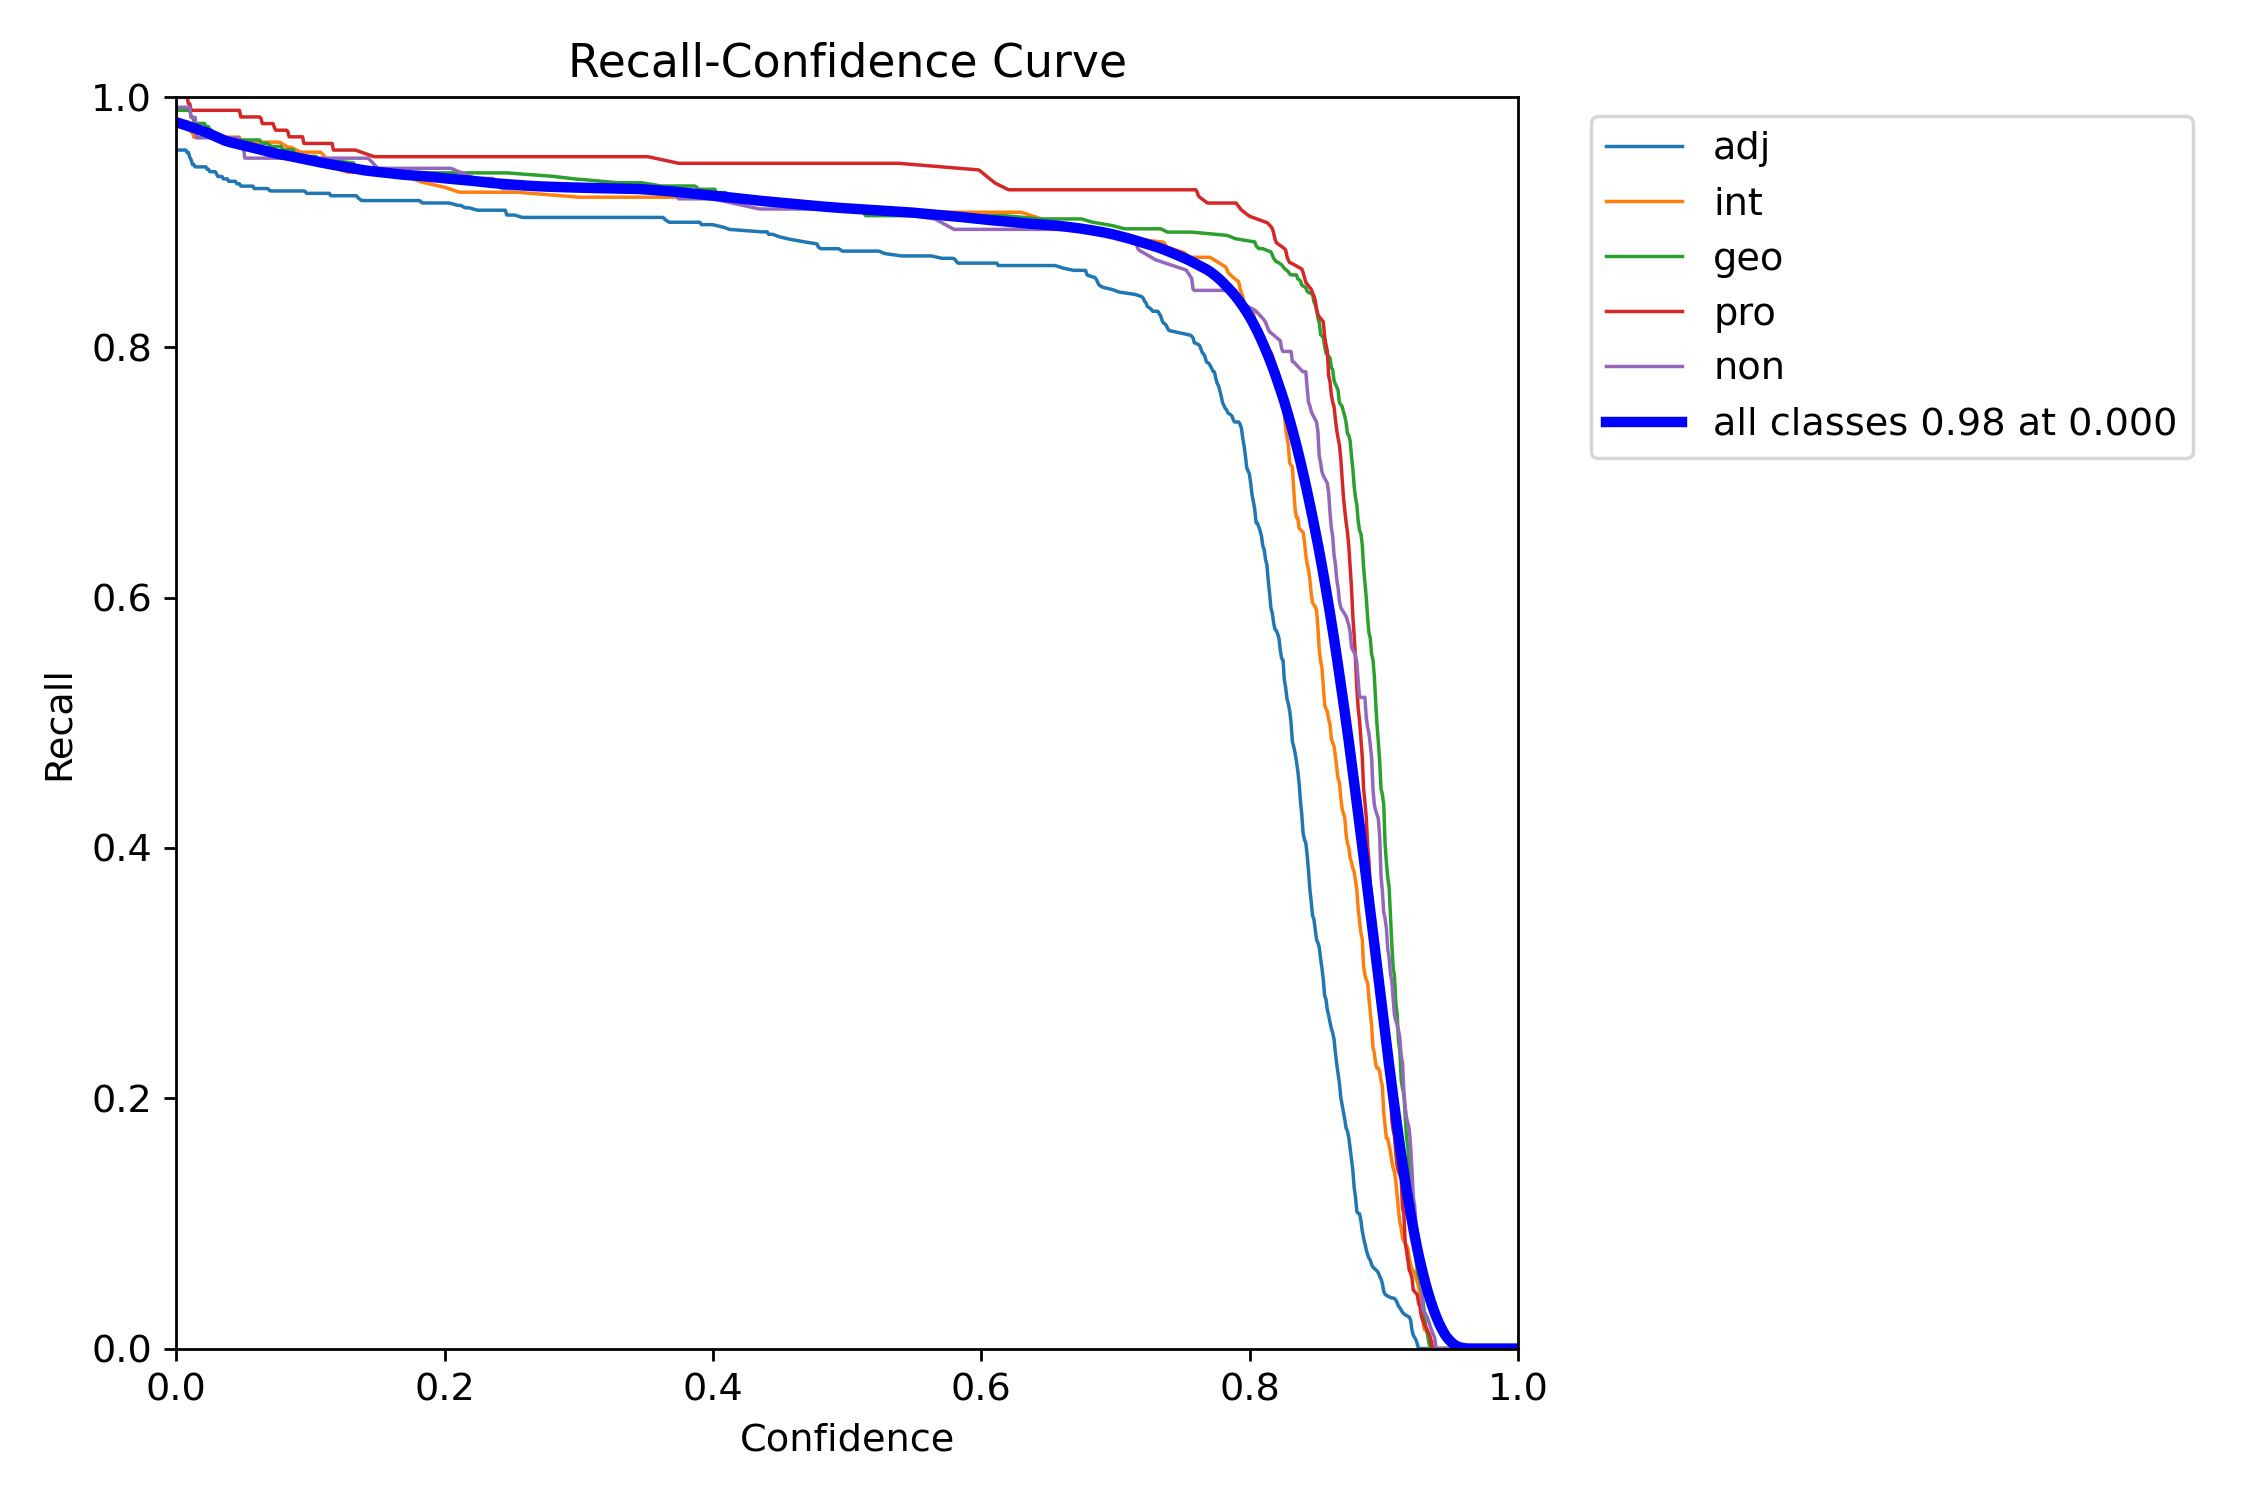 Recall-Confidence Curve
1.0
0.8
0.6
0.4
0.2
0.0
Recall
0.0 0.2 0.4 0.6 0.8 1.0
Confidence
adj
int
geo
pro
non
all classes 0.98 at 0.000